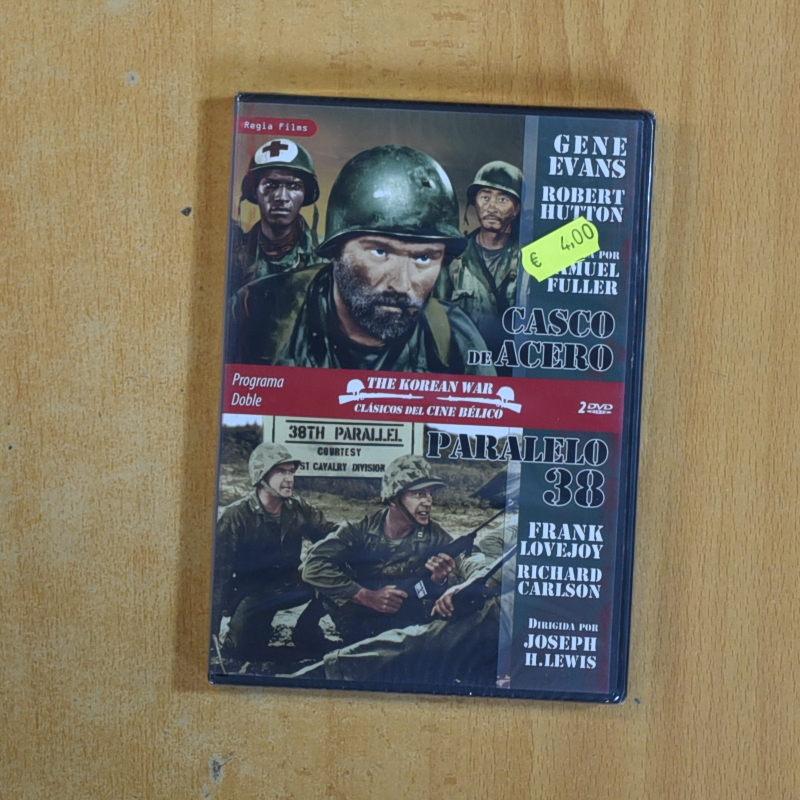 Regia Films
GENE
EVANS
ROBERT
HUTTON
€ 4,00
POR
FULLER
CASCO
DE ACERO
Programa
Doble
THE KOREAN WAR
CLÁSICOS DEL CINE BÉLICO
2 DVD
38TH PARALLEL
COURTESY
ST CAVALRY DIVISION
PARALELO
38
FRANK
LOVEJOY
RICHARD
CARLSON
DIRIGIDA POR
JOSEPH
H.LEWIS